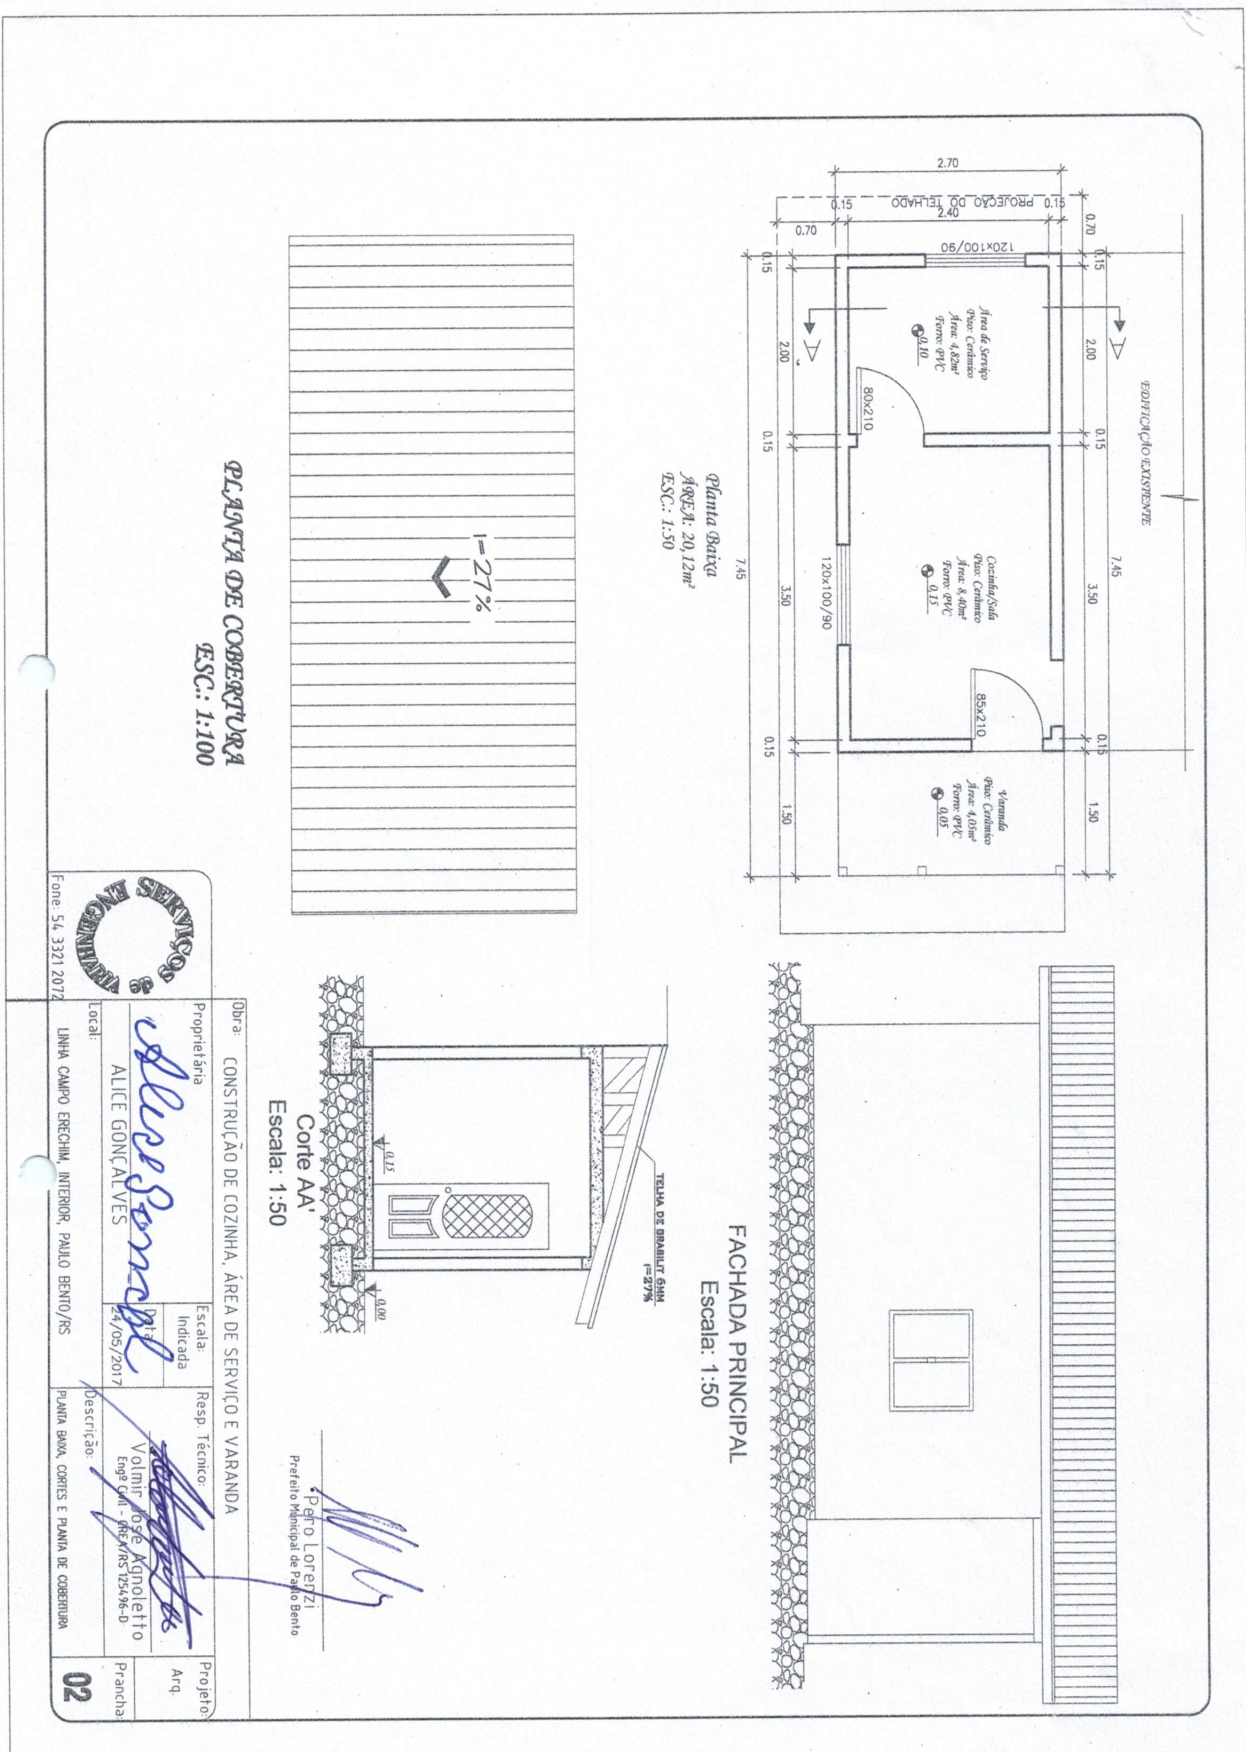 EDIFICAÇÃO EXISTENTE
7.45
0.70
0.15
2.00
0.15
3.50
0.15
1.50
2.70
0.15
2.40
0.15
PROJEÇÃO DO TELHADO
120x100/90
Área de Serviço
Piso: Cerâmico
Área: 4,82m²
Forro: PVC
0,10
80x210
Cozinha/Sala
Piso: Cerâmico
Área: 8,40m²
Forro: PVC
0,15
85x210
Varanda
Piso: Cerâmico
Área: 4,05m²
Forro: PVC
0,05
A
A
120x100/90
0.70
0.15
2.00
0.15
3.50
0.15
1.50
7.45
Planta Baixa
ÁREA: 20,12m²
ESC.: 1:50
I=27%
PLANTA DE COBERTURA
ESC.: 1:100
FACHADA PRINCIPAL
Escala: 1:50
TELHA DE BRABILIT 6MM
i=27%
0,15
0,00
Corte AA'
Escala: 1:50
Pero Lorenzi
Prefeito Municipal de Paulo Bento
Obra: CONSTRUÇÃO DE COZINHA, ÁREA DE SERVIÇO E VARANDA
SERVIÇOS de ENGENHARIA
Fone: 54 3321 2072
Proprietária
ALICE GONÇALVES
Escala:
Indicada
Data:
24/05/2017
Resp. Técnico:
Volmir José Agnoletto
Engº Civil - CREA/RS 125496-D
Projeto:
Arq.
Local:
LINHA CAMPO ERECHIM, INTERIOR, PAULO BENTO/RS
Descrição:
PLANTA BAIXA, CORTES E PLANTA DE COBERTURA
Prancha:
02